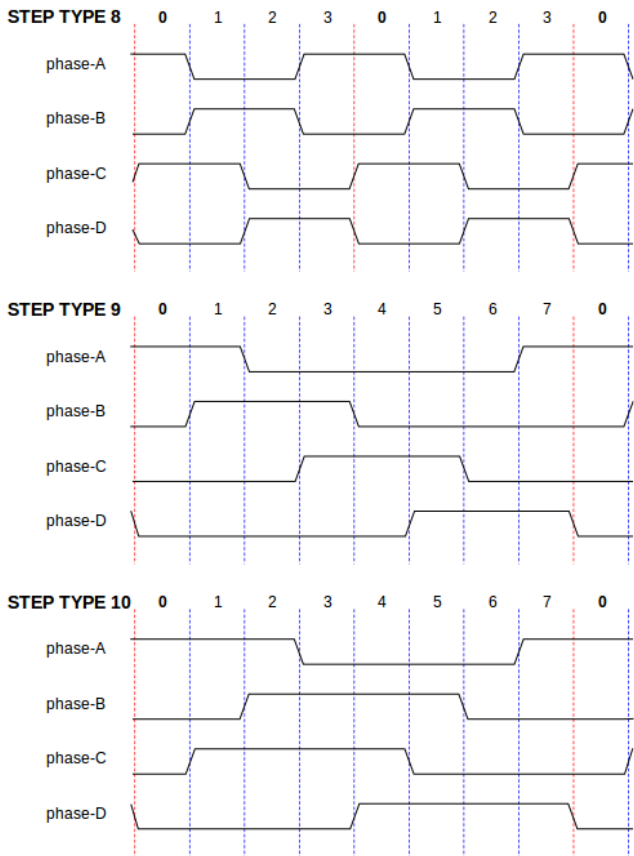 STEP TYPE 8 0 1 2 3 0 1 2 3 0
phase-A
phase-B
phase-C
phase-D
STEP TYPE 9 0 1 2 3 4 5 6 7 0
phase-A
phase-B
phase-C
phase-D
STEP TYPE 10 0 1 2 3 4 5 6 7 0
phase-A
phase-B
phase-C
phase-D